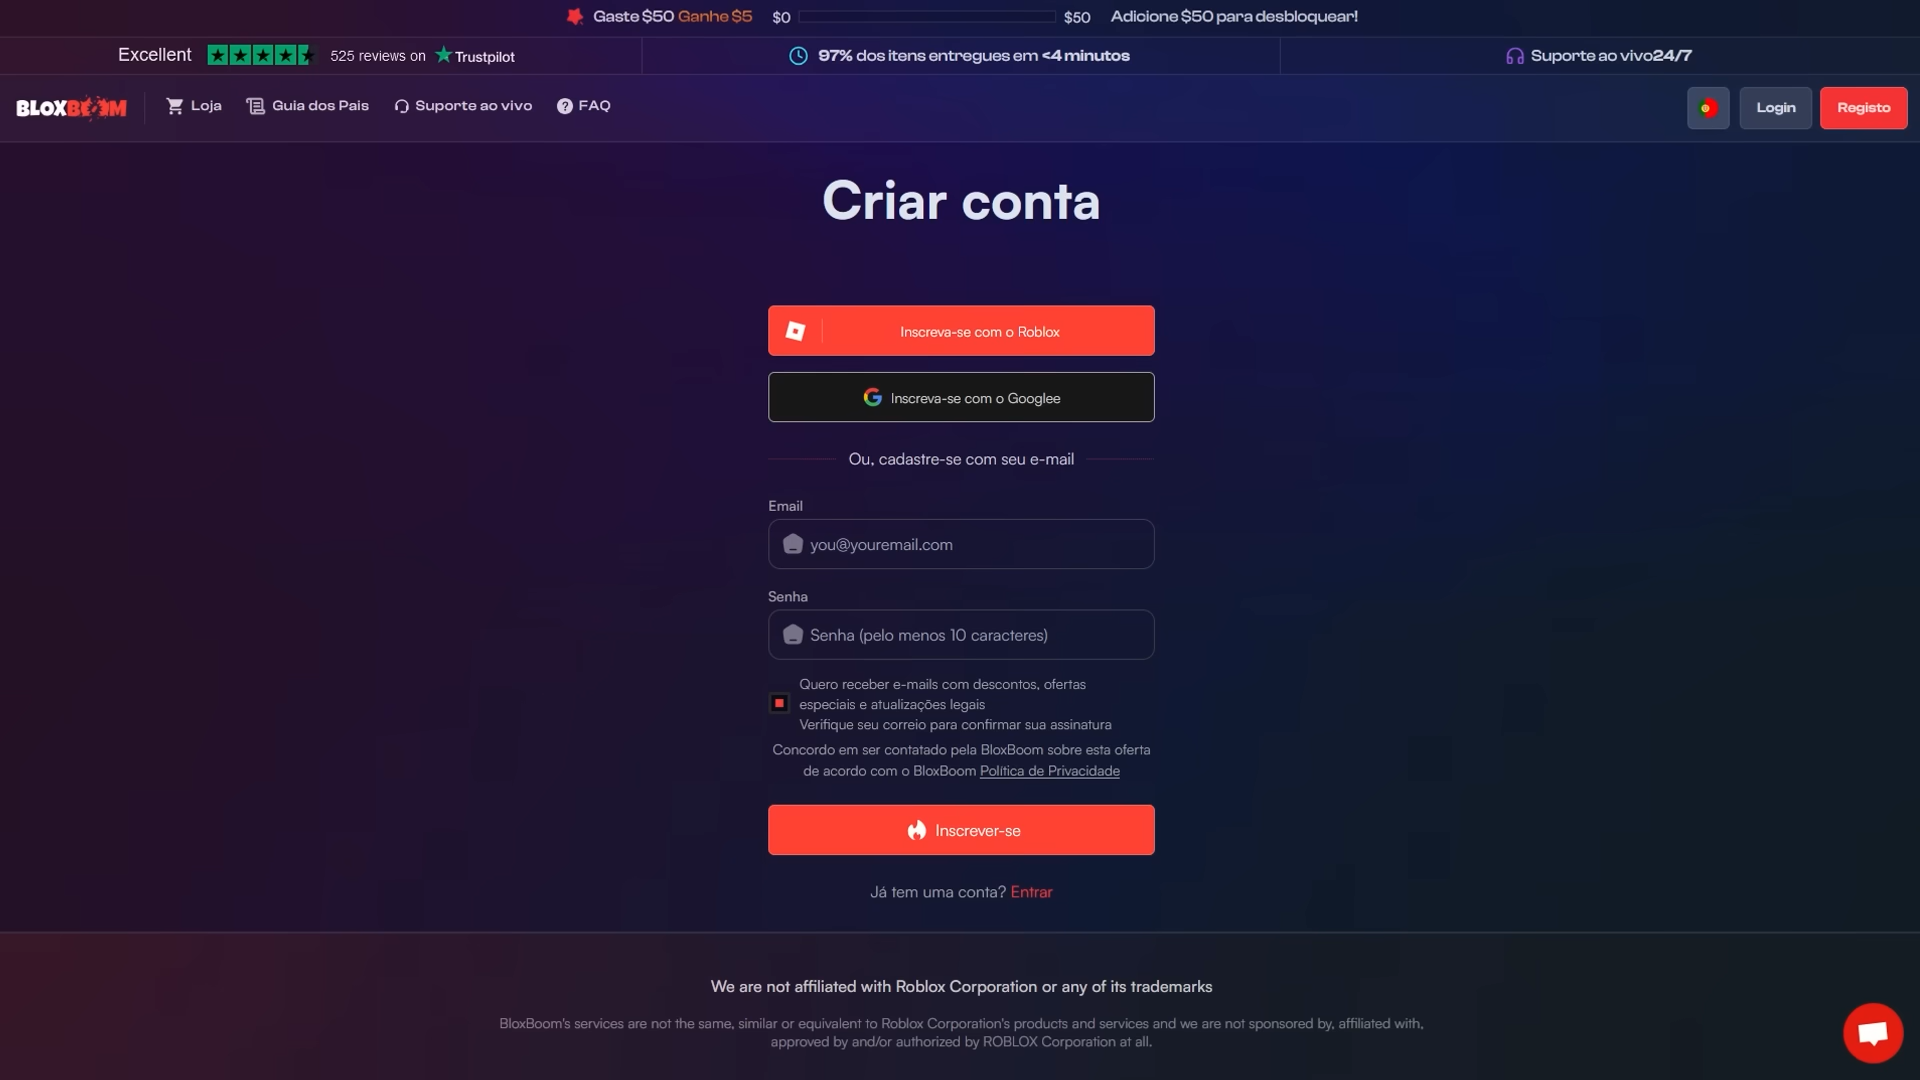 Gaste $50 Ganhe $5 $0 $50 Adicione $50 para desbloquear!
Excellent 525 reviews on Trustpilot
97% dos itens entregues em <4 minutos
Suporte ao vivo24/7
BLOXBOOM Loja Guia dos Pais Suporte ao vivo FAQ Login Registo
Criar conta
Inscreva-se com o Roblox
Inscreva-se com o Googlee
Ou, cadastre-se com seu e-mail
Email
you@youremail.com
Senha
Senha (pelo menos 10 caracteres)
Quero receber e-mails com descontos, ofertas
especiais e atualizações legais
Verifique seu correio para confirmar sua assinatura
Concordo em ser contatado pela BloxBoom sobre esta oferta
de acordo com o BloxBoom Política de Privacidade
Inscrever-se
Já tem uma conta? Entrar
We are not affiliated with Roblox Corporation or any of its trademarks
BloxBoom's services are not the same, similar or equivalent to Roblox Corporation's products and services and we are not sponsored by, affiliated with,
approved by and/or authorized by ROBLOX Corporation at all.